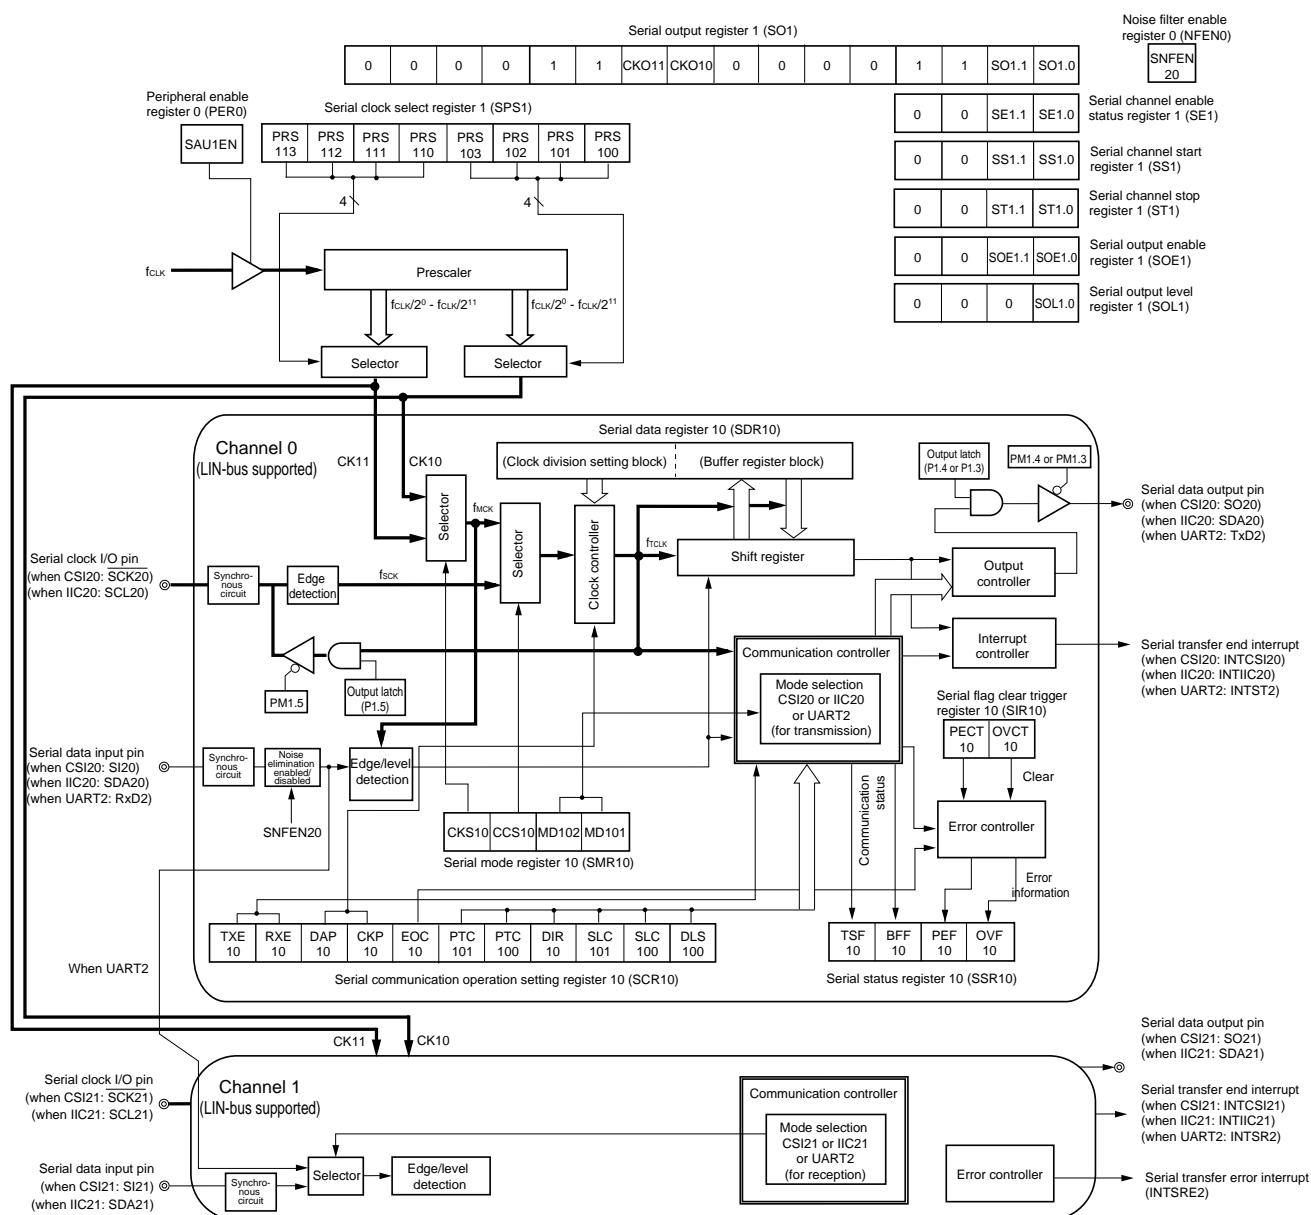 Serial output register 1 (SO1)
0 0 0 0 1 1 CKO11 CKO10 0 0 0 0 1 1 SO1.1 SO1.0
Noise filter enable
register 0 (NFEN0)
SNFEN
20
Peripheral enable
register 0 (PER0)
SAU1EN
Serial clock select register 1 (SPS1)
PRS PRS PRS PRS PRS PRS PRS PRS
113 112 111 110 103 102 101 100
4
4
0 0 SE1.1 SE1.0
Serial channel enable
status register 1 (SE1)
0 0 SS1.1 SS1.0
Serial channel start
register 1 (SS1)
0 0 ST1.1 ST1.0
Serial channel stop
register 1 (ST1)
0 0 SOE1.1 SOE1.0
Serial output enable
register 1 (SOE1)
0 0 0 SOL1.0
Serial output level
register 1 (SOL1)
fCLK
Prescaler
fCLK/2⁰ - fCLK/2¹¹
fCLK/2⁰ - fCLK/2¹¹
Selector
Selector
Channel 0
(LIN-bus supported)
CK11
CK10
Serial data register 10 (SDR10)
(Clock division setting block)
(Buffer register block)
Output latch
(P1.4 or P1.3)
PM1.4 or PM1.3
Serial data output pin
(when CSI20: SO20)
(when IIC20: SDA20)
(when UART2: TxD2)
Selector
fMCK
Selector
Clock controller
fTCLK
Shift register
Output
controller
Serial clock I/O pin
(when CSI20: SCK20)
(when IIC20: SCL20)
Synchro-
nous
circuit
Edge
detection
fSCK
PM1.5
Output latch
(P1.5)
Communication controller
Mode selection
CSI20 or IIC20
or UART2
(for transmission)
Interrupt
controller
Serial transfer end interrupt
(when CSI20: INTCSI20)
(when IIC20: INTIIC20)
(when UART2: INTST2)
Serial flag clear trigger
register 10 (SIR10)
PECT OVCT
10 10
Clear
Serial data input pin
(when CSI20: SI20)
(when IIC20: SDA20)
(when UART2: RxD2)
Synchro-
nous
circuit
Noise
elimination
enabled/
disabled
Edge/level
detection
SNFEN20
CKS10 CCS10 MD102 MD101
Serial mode register 10 (SMR10)
Communication
status
Error controller
Error
information
TXE RXE DAP CKP EOC PTC PTC DIR SLC SLC DLS
10 10 10 10 10 101 100 10 101 100 100
Serial communication operation setting register 10 (SCR10)
TSF BFF PEF OVF
10 10 10 10
Serial status register 10 (SSR10)
When UART2
CK11
CK10
Serial data output pin
(when CSI21: SO21)
(when IIC21: SDA21)
Serial clock I/O pin
(when CSI21: SCK21)
(when IIC21: SCL21)
Channel 1
(LIN-bus supported)
Communication controller
Mode selection
CSI21 or IIC21
or UART2
(for reception)
Serial transfer end interrupt
(when CSI21: INTCSI21)
(when IIC21: INTIIC21)
(when UART2: INTSR2)
Serial data input pin
(when CSI21: SI21)
(when IIC21: SDA21)
Synchro-
nous
circuit
Selector
Edge/level
detection
Error controller
Serial transfer error interrupt
(INTSRE2)